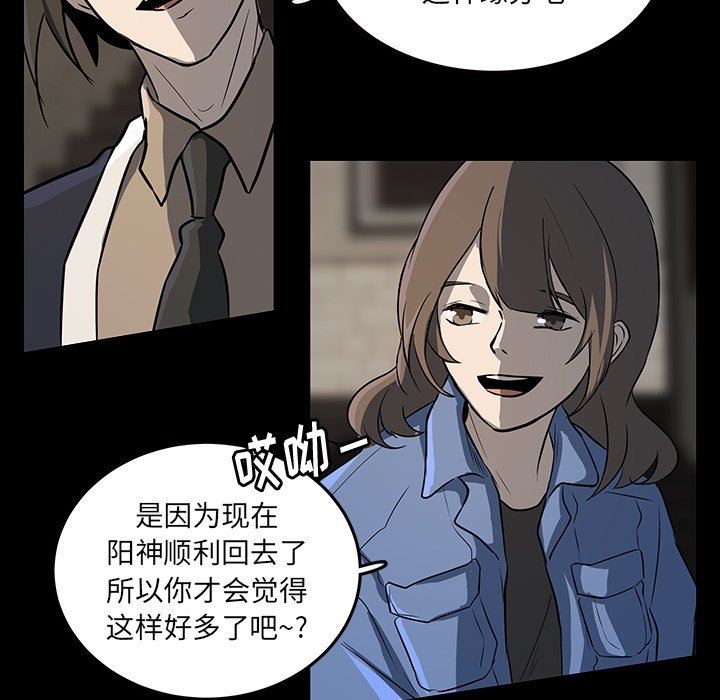 哎呦–
是因为现在
阳神顺利回去了
所以你才会觉得
这样好多了吧~?